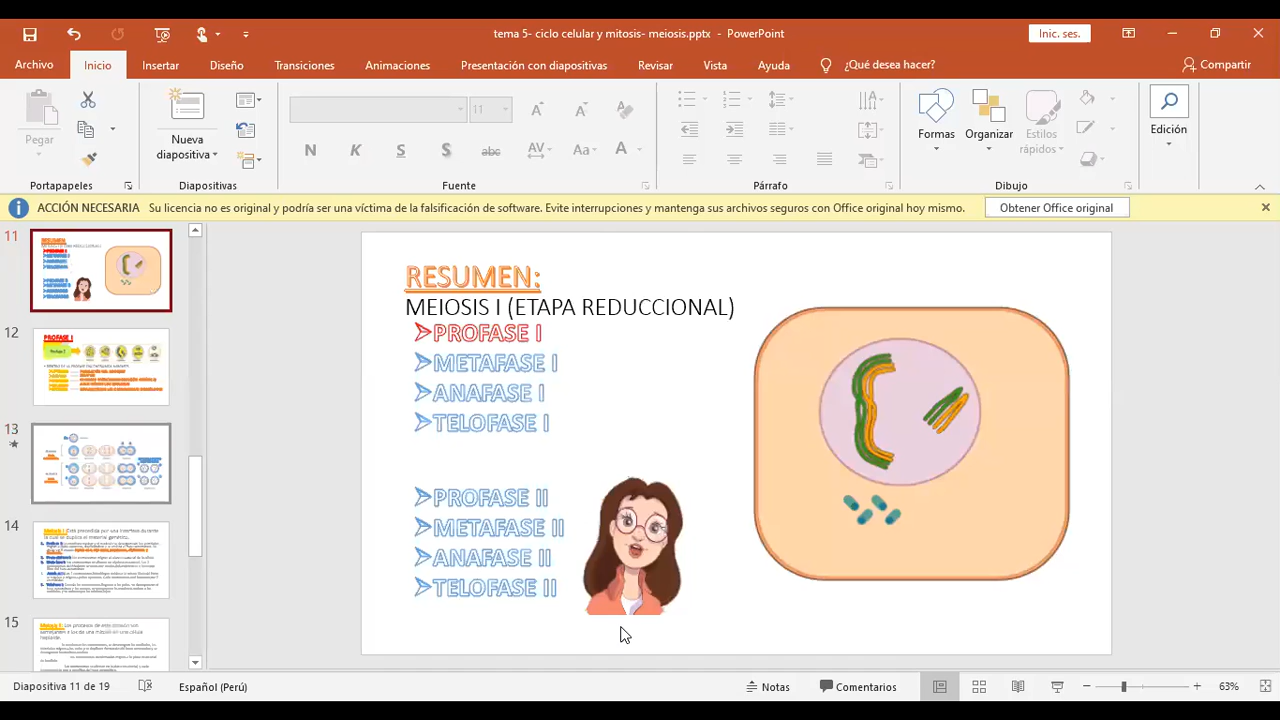 tema 5- ciclo celular y mitosis- meiosis.pptx - PowerPoint
Inic. ses.
Archivo Inicio Insertar Diseño Transiciones Animaciones Presentación con diapositivas Revisar Vista Ayuda ¿Qué desea hacer? Compartir
11
Pegar Nueva diapositiva Formas Organizar Estilos rápidos Edición
N K S S abc AV Aa A
Portapapeles Diapositivas Fuente Párrafo Dibujo
ACCIÓN NECESARIA Su licencia no es original y podría ser una víctima de la falsificación de software. Evite interrupciones y mantenga sus archivos seguros con Office original hoy mismo. Obtener Office original
11
12
PROFASE I
13
14
15
RESUMEN:
MEIOSIS I (ETAPA REDUCCIONAL)
PROFASE I
METAFASE I
ANAFASE I
TELOFASE I
PROFASE II
METAFASE II
ANAFASE II
TELOFASE II
Diapositiva 11 de 19 Español (Perú) Notas Comentarios 63%